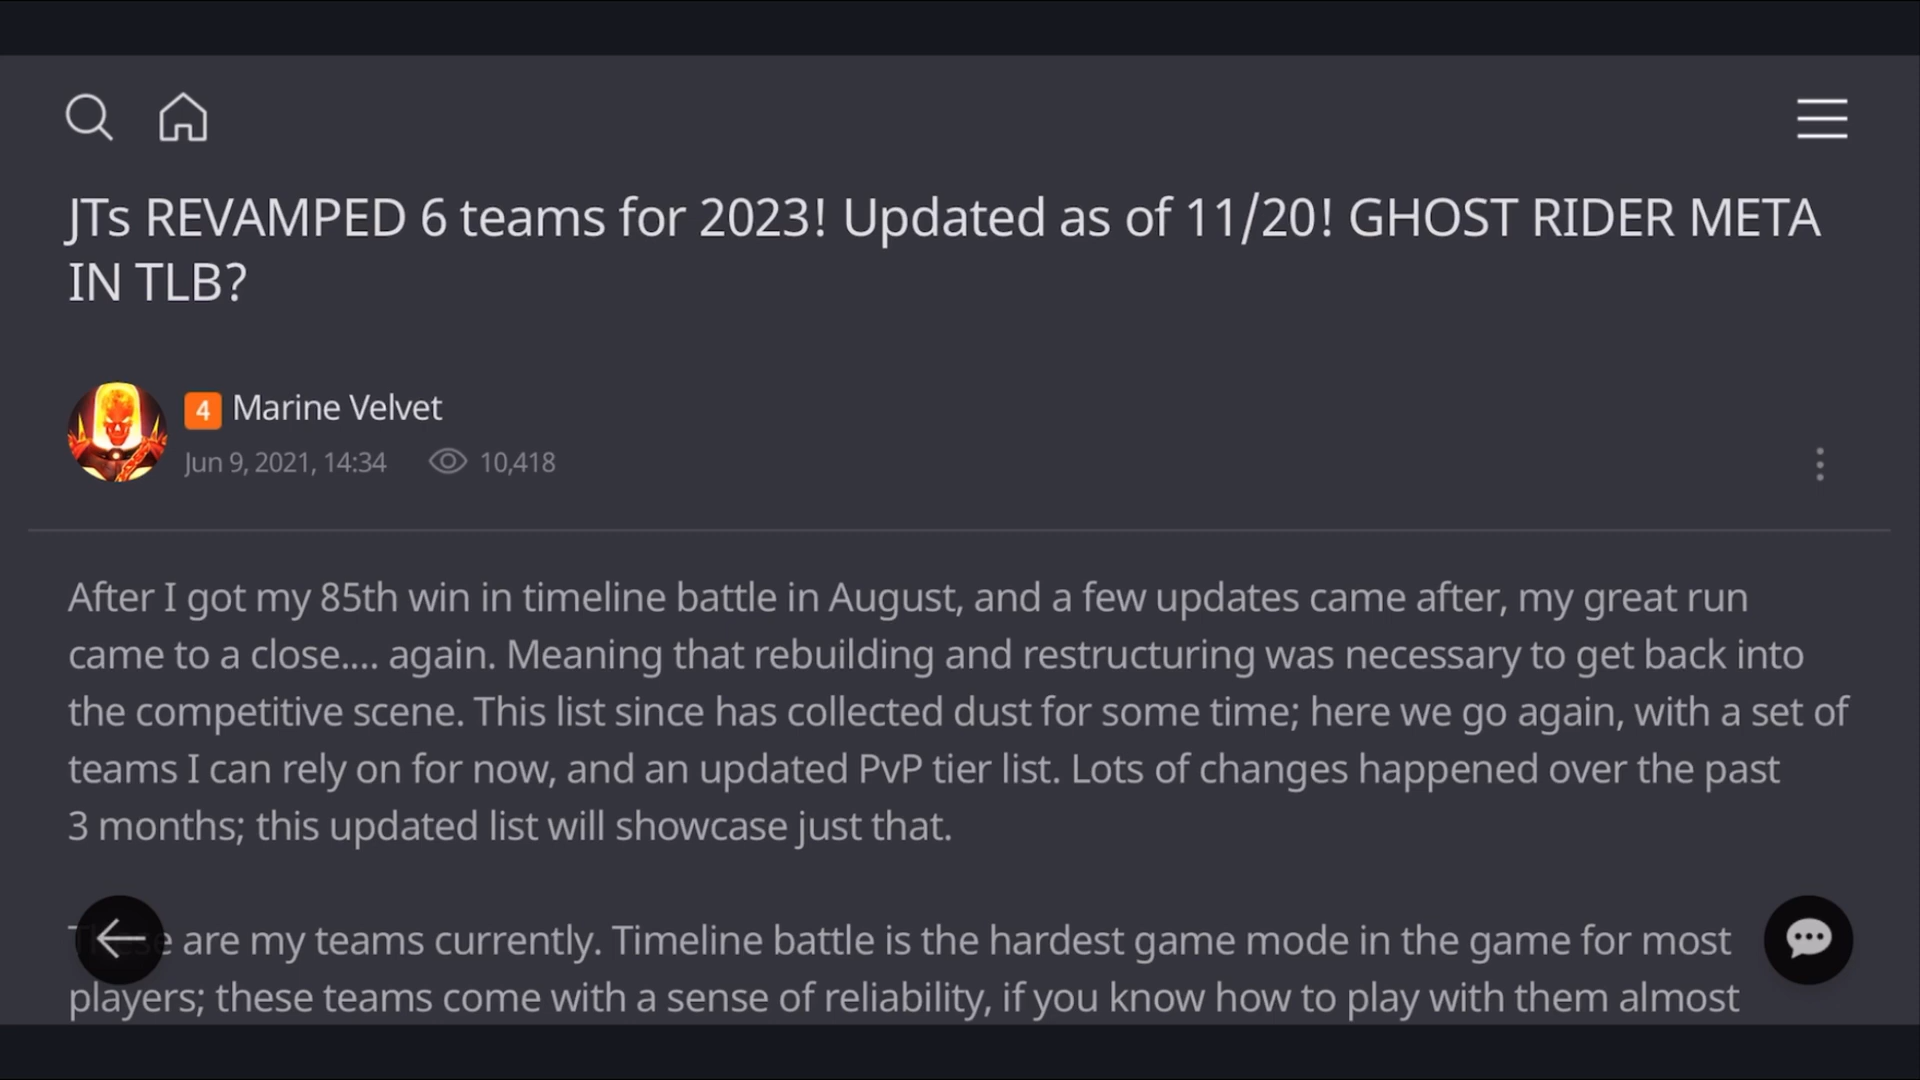 JTs REVAMPED 6 teams for 2023! Updated as of 11/20! GHOST RIDER META
IN TLB?
4 Marine Velvet
Jun 9, 2021, 14:34 10,418
After I got my 85th win in timeline battle in August, and a few updates came after, my great run
came to a close.... again. Meaning that rebuilding and restructuring was necessary to get back into
the competitive scene. This list since has collected dust for some time; here we go again, with a set of
teams I can rely on for now, and an updated PvP tier list. Lots of changes happened over the past
3 months; this updated list will showcase just that.
These are my teams currently. Timeline battle is the hardest game mode in the game for most
players; these teams come with a sense of reliability, if you know how to play with them almost